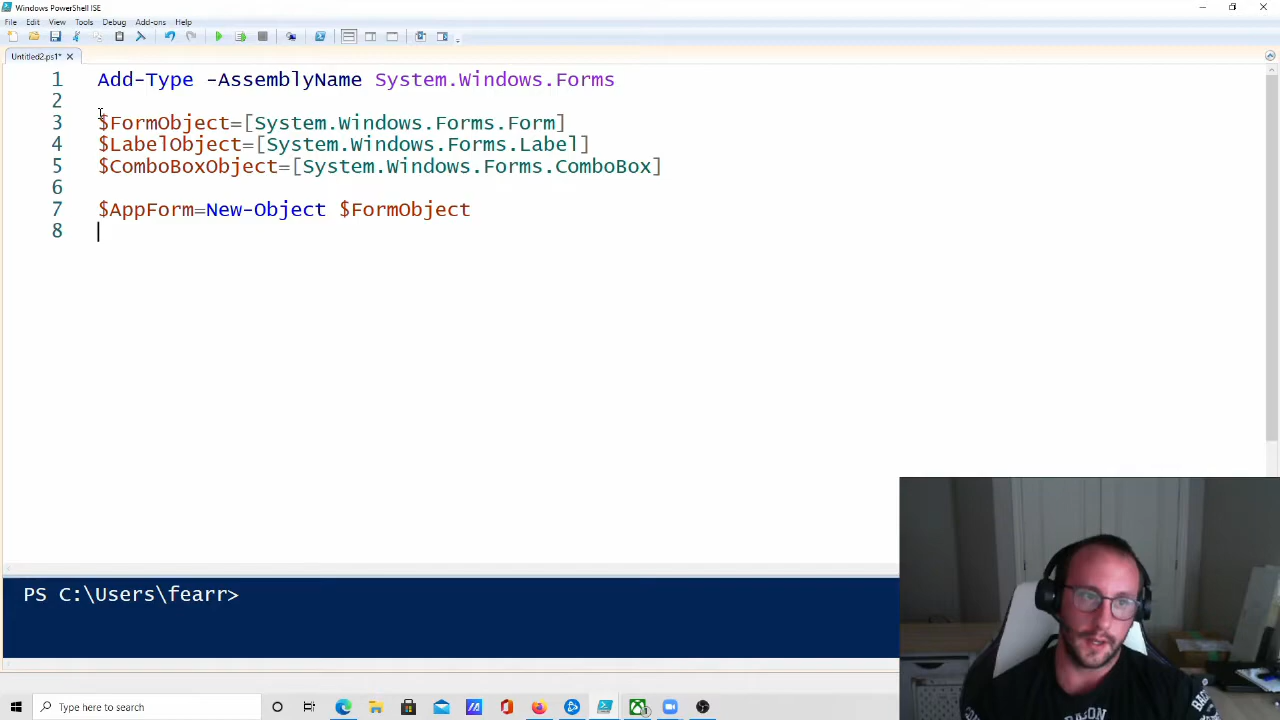 Windows PowerShell ISE
File Edit View Tools Debug Add-ons Help
Untitled2.ps1*
1 Add-Type -AssemblyName System.Windows.Forms
2
3 $FormObject=[System.Windows.Forms.Form]
4 $LabelObject=[System.Windows.Forms.Label]
5 $ComboBoxObject=[System.Windows.Forms.ComboBox]
6
7 $AppForm=New-Object $FormObject
8
PS C:\Users\fearr>
BACON
Type here to search